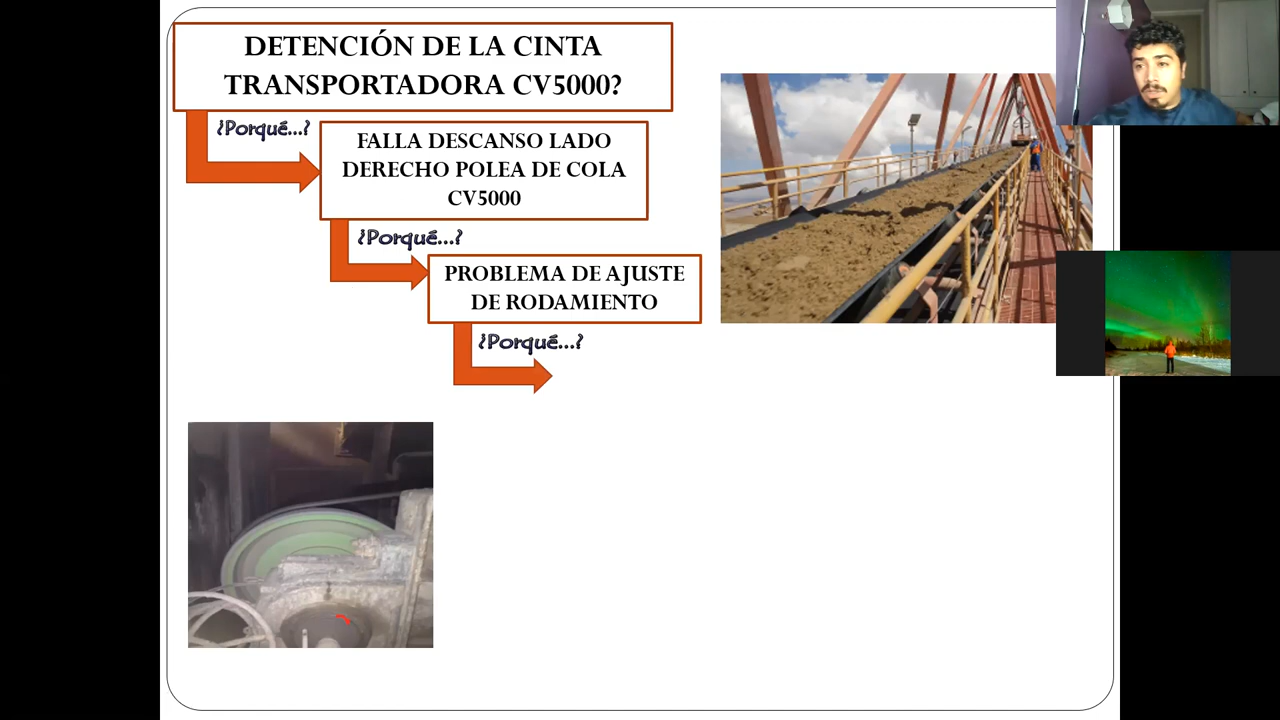 DETENCIÓN DE LA CINTA
TRANSPORTADORA CV5000?
¿Porqué...?
FALLA DESCANSO LADO
DERECHO POLEA DE COLA
CV5000
¿Porqué...?
PROBLEMA DE AJUSTE
DE RODAMIENTO
¿Porqué...?